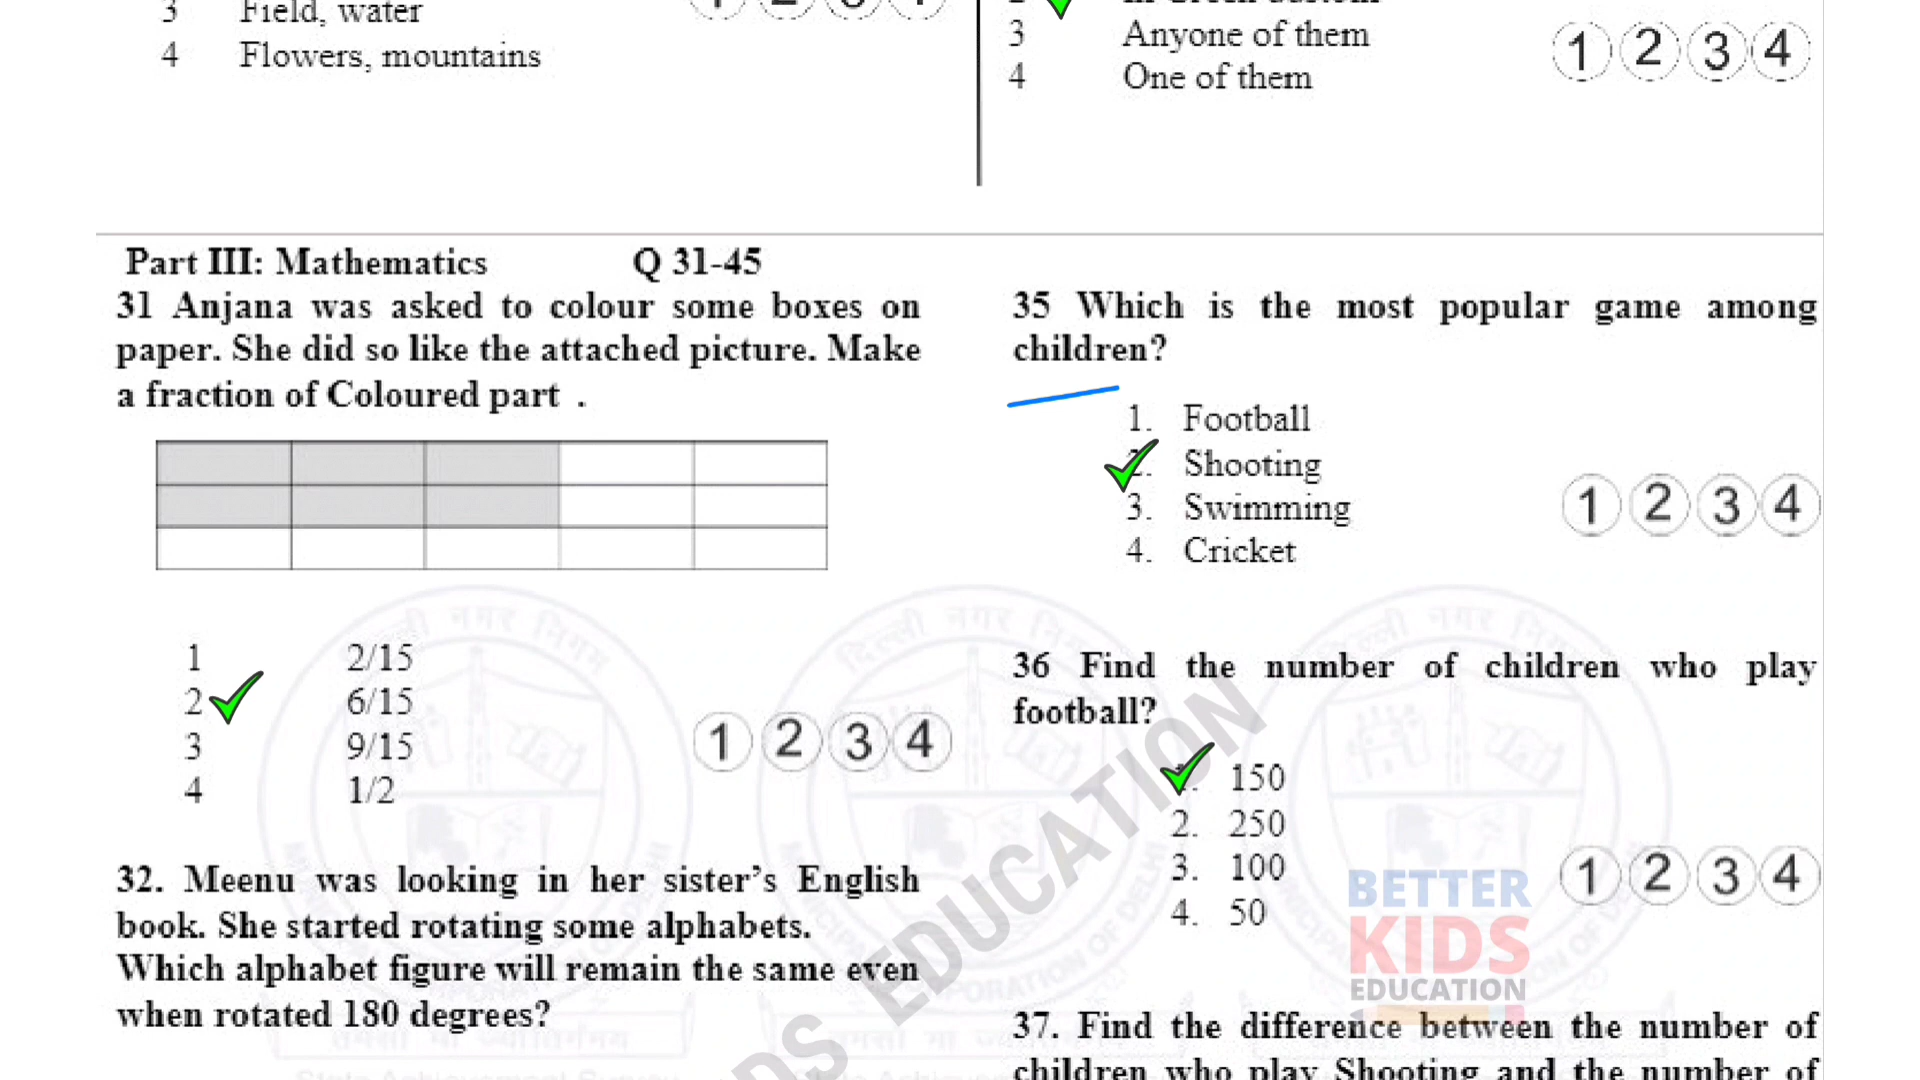 3 Field, water
4 Flowers, mountains
3 Anyone of them
4 One of them
1 2 3 4
Part III: Mathematics Q 31-45
31 Anjana was asked to colour some boxes on
paper. She did so like the attached picture. Make
a fraction of Coloured part .
1 2/15
2 6/15
3 9/15
4 1/2
1 2 3 4
32. Meenu was looking in her sister’s English
book. She started rotating some alphabets.
Which alphabet figure will remain the same even
when rotated 180 degrees?
35 Which is the most popular game among
children?
1. Football
2. Shooting
3. Swimming
4. Cricket
1 2 3 4
36 Find the number of children who play
football?
150
2. 250
3. 100
4. 50
1 2 3 4
37. Find the difference between the number of
children who play Shooting and the number of
EDUCATION
BETTER
KIDS
EDUCATION